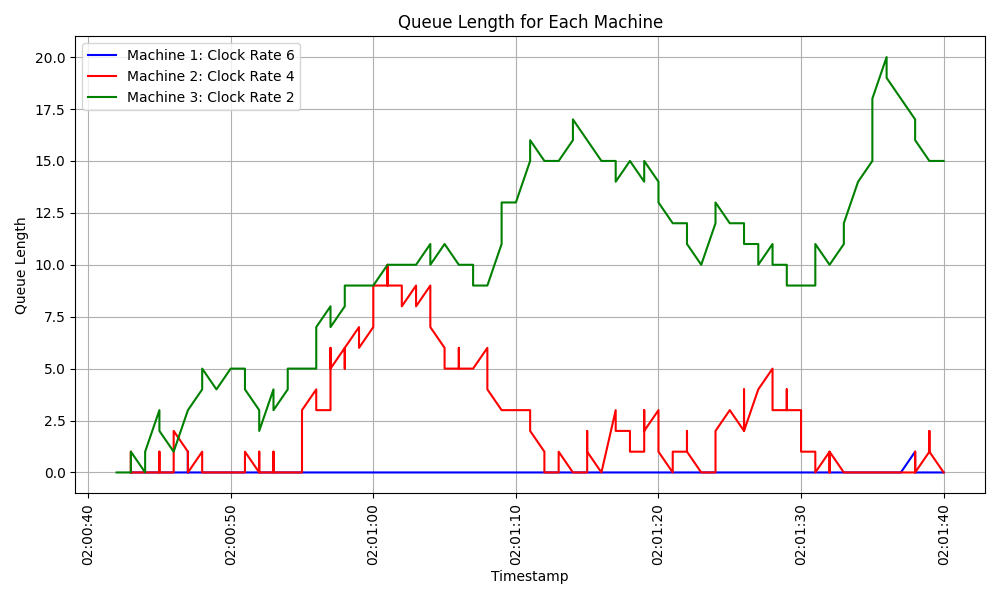 Queue Length for Each Machine
Machine 1: Clock Rate 6
Machine 2: Clock Rate 4
Machine 3: Clock Rate 2
Queue Length
20.0
17.5
15.0
12.5
10.0
7.5
5.0
2.5
0.0
02:00:40
02:00:50
02:01:00
02:01:10
02:01:20
02:01:30
02:01:40
Timestamp